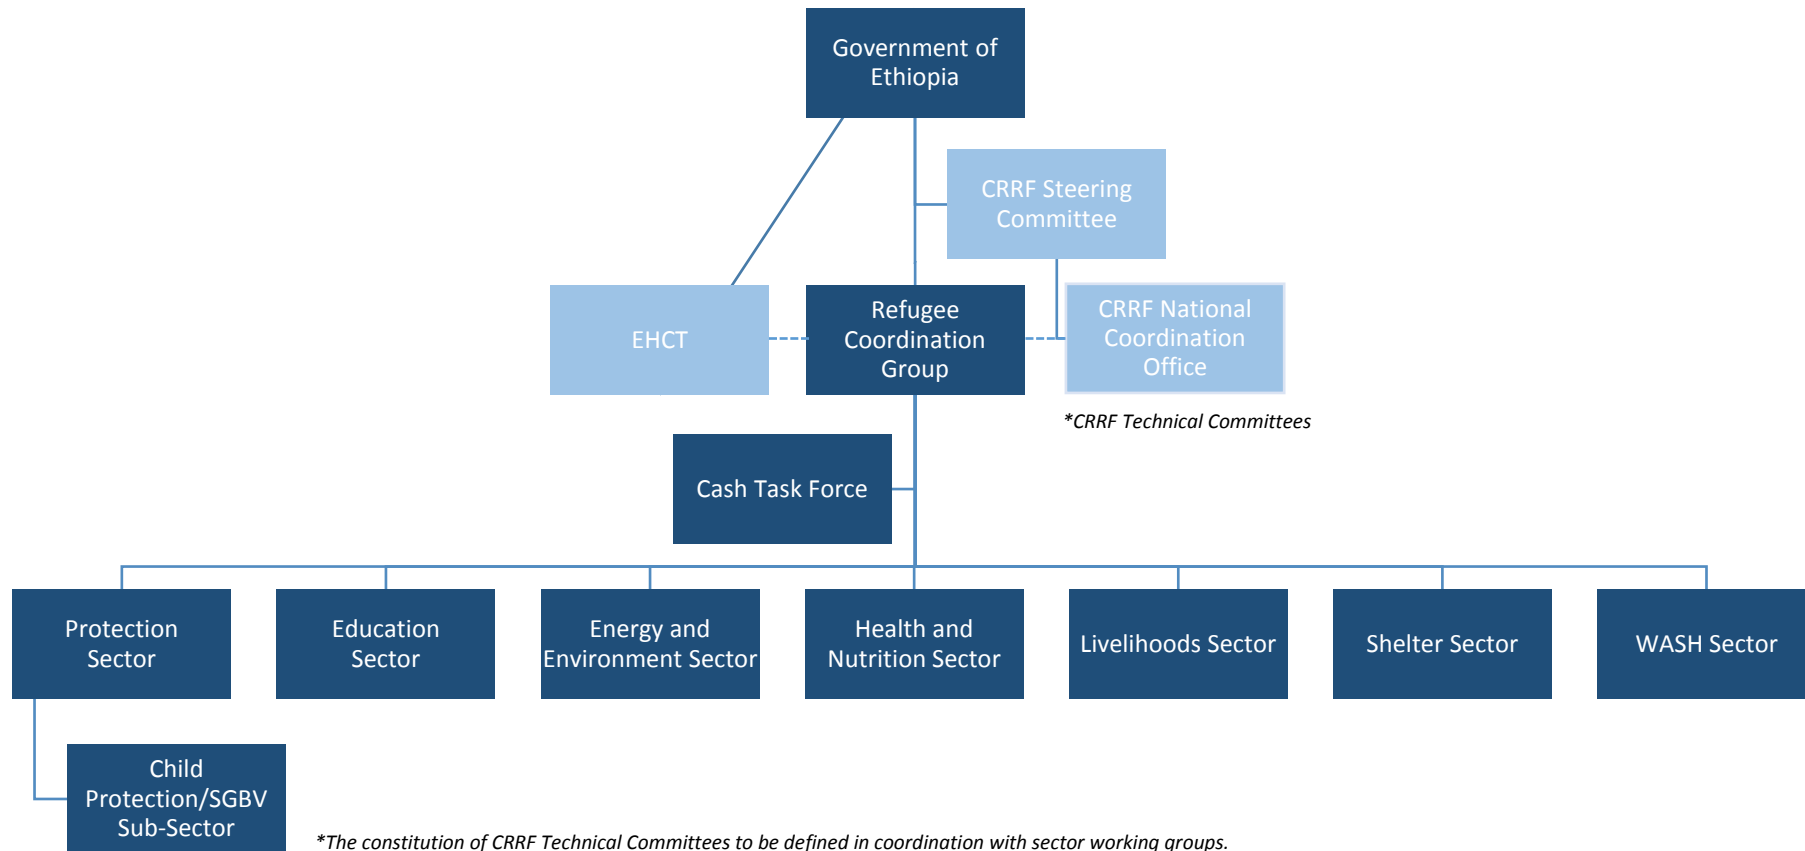 Government of
Ethiopia
CRRF Steering
Committee
EHCT
Refugee
Coordination
Group
CRRF National
Coordination
Office
*CRRF Technical Committees
Cash Task Force
Protection
Sector
Education
Sector
Energy and
Environment Sector
Health and
Nutrition Sector
Livelihoods Sector
Shelter Sector
WASH Sector
Child
Protection/SGBV
Sub-Sector
*The constitution of CRRF Technical Committees to be defined in coordination with sector working groups.